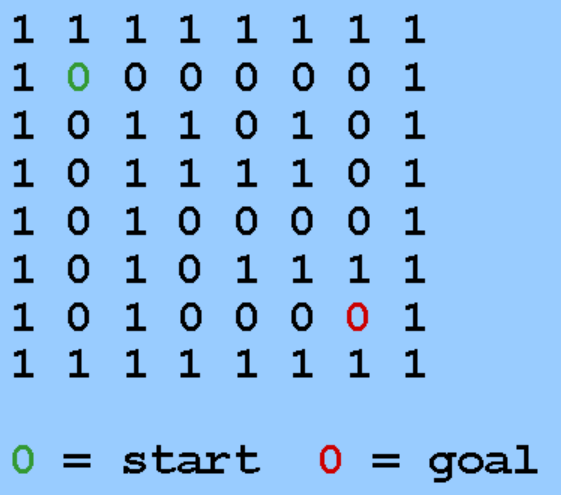 1 1 1 1 1 1 1 1
1 0 0 0 0 0 0 1
1 0 1 1 0 1 0 1
1 0 1 1 1 1 0 1
1 0 1 0 0 0 0 1
1 0 1 0 1 1 1 1
1 0 1 0 0 0 0 1
1 1 1 1 1 1 1 1
0 = start 0 = goal